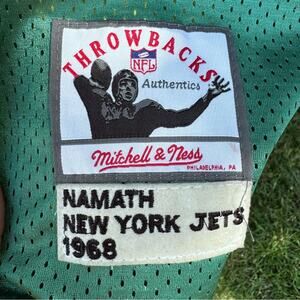 THROWBACKS
NFL
Authentics
Mitchell & Ness
PHILADELPHIA, PA
NAMATH
NEW YORK JETS
1968